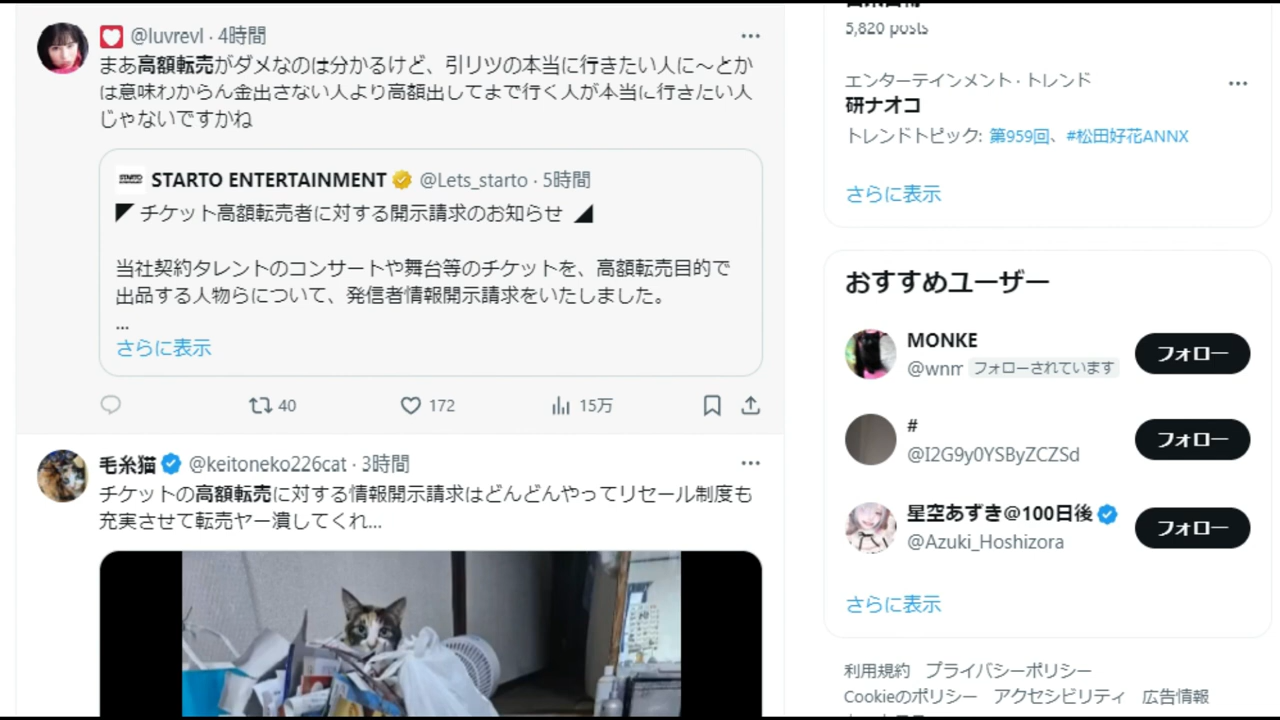 @luvrevl · 4時間
まあ高額転売がダメなのは分かるけど、引リツの本当に行きたい人に～とか
は意味わからん金出さない人より高額出してまで行く人が本当に行きたい人
じゃないですかね
STARTO ENTERTAINMENT @Lets_starto · 5時間
◤ チケット高額転売者に対する開示請求のお知らせ ◢
当社契約タレントのコンサートや舞台等のチケットを、高額転売目的で
出品する人物らについて、発信者情報開示請求をいたしました。
...
さらに表示
40 172 15万
毛糸猫 @keitoneko226cat · 3時間
チケットの高額転売に対する情報開示請求はどんどんやってリセール制度も
充実させて転売ヤー潰してくれ...
5,820 posts
エンターテインメント · トレンド
研ナオコ
トレンドトピック: 第959回、#松田好花ANNX
さらに表示
おすすめユーザー
MONKE
@wnm フォローされています
フォロー
#
@I2G9y0YSByZCZSd
フォロー
星空あずき@100日後
@Azuki_Hoshizora
フォロー
さらに表示
利用規約 プライバシーポリシー
Cookieのポリシー アクセシビリティ 広告情報